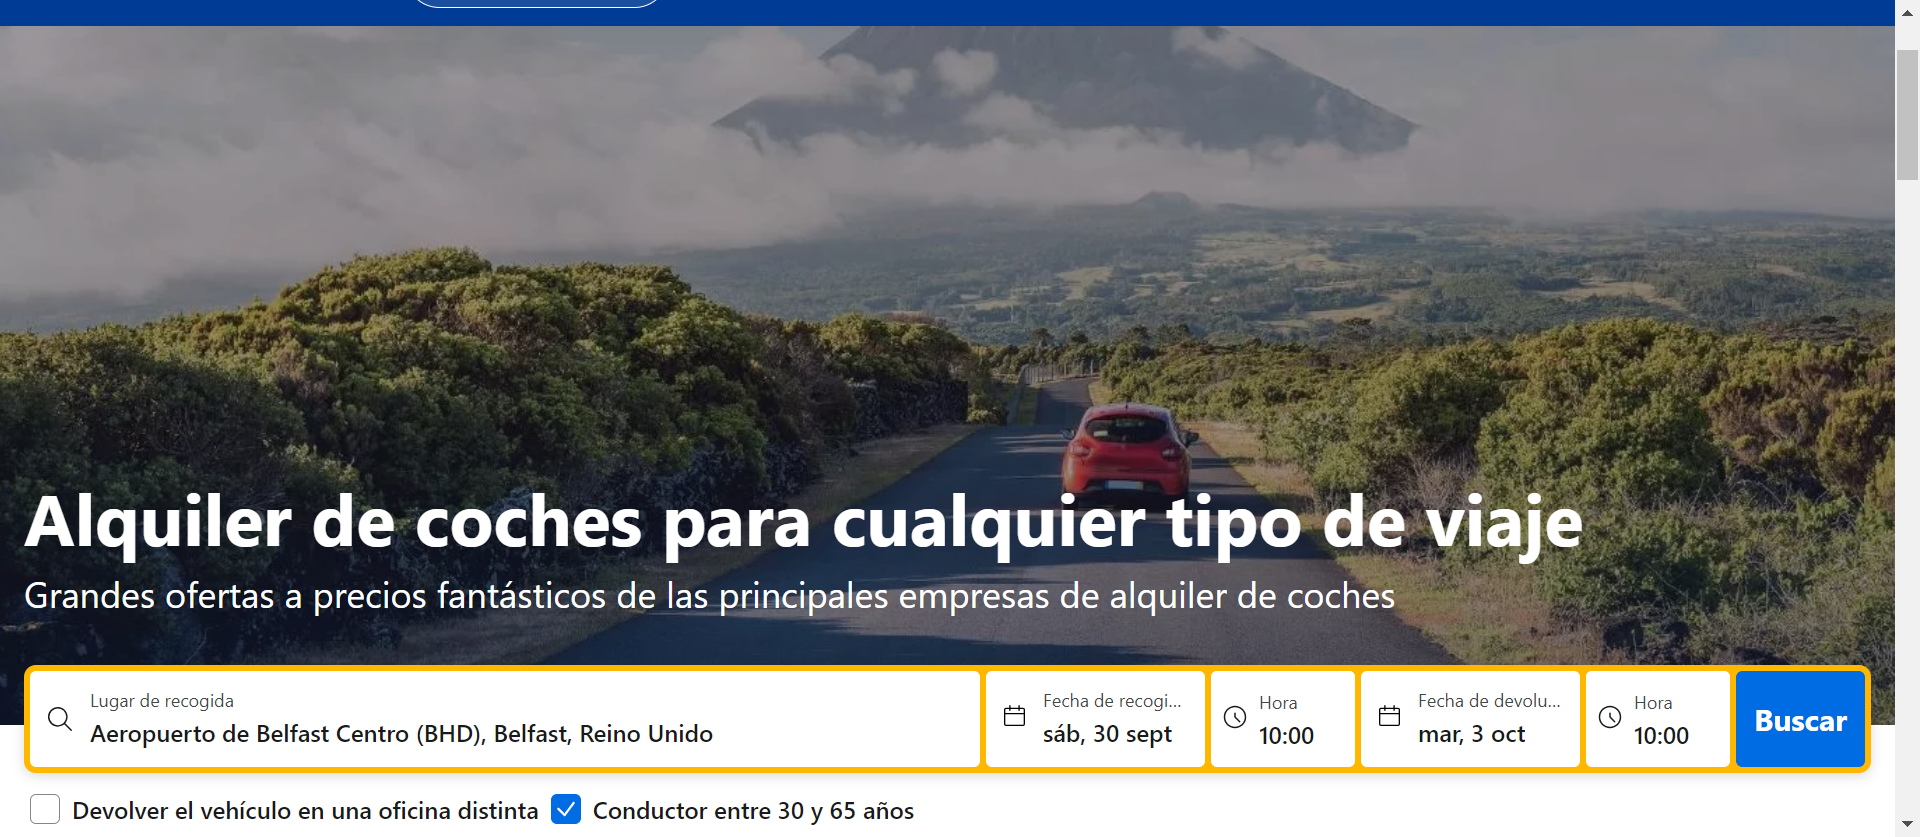 Alquiler de coches para cualquier tipo de viaje
Grandes ofertas a precios fantásticos de las principales empresas de alquiler de coches
Lugar de recogida
Aeropuerto de Belfast Centro (BHD), Belfast, Reino Unido
Fecha de recogi...
sáb, 30 sept
Hora
10:00
Fecha de devolu...
mar, 3 oct
Hora
10:00
Buscar
Devolver el vehículo en una oficina distinta
Conductor entre 30 y 65 años